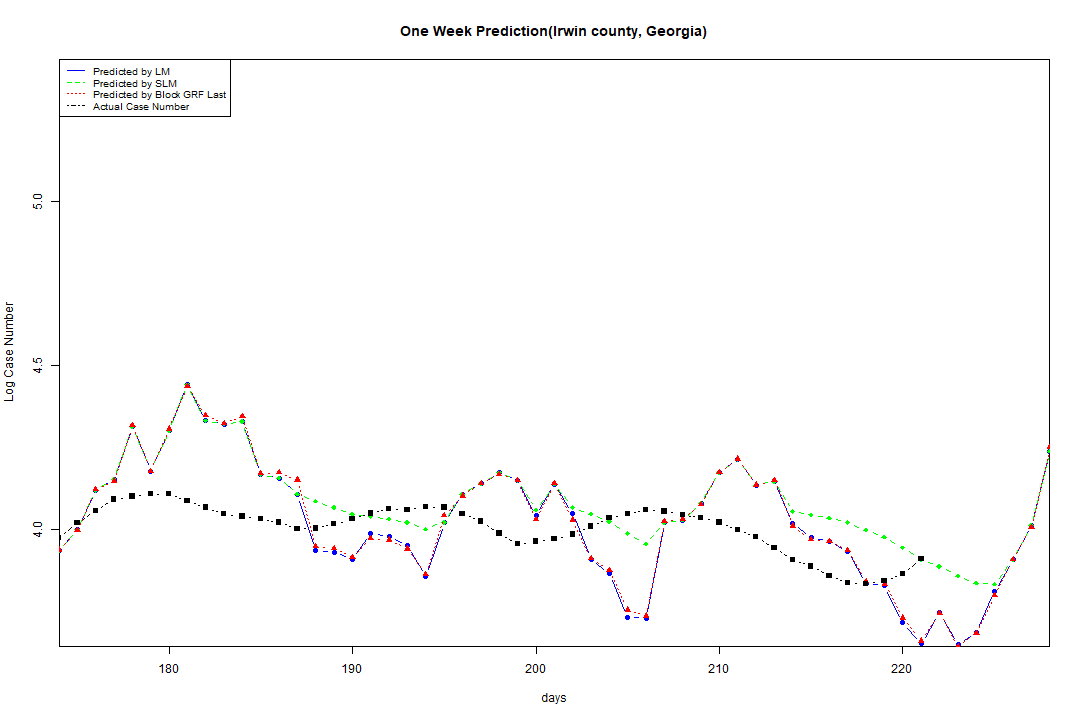 One Week Prediction(Irwin county, Georgia)
Predicted by LM
Predicted by SLM
Predicted by Block GRF Last
Actual Case Number
Log Case Number
5.0
4.5
4.0
180 190 200 210 220
days